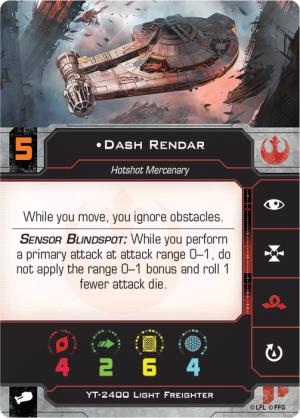 5
•Dash Rendar
Hotshot Mercenary
While you move, you ignore obstacles.
Sensor Blindspot: While you perform
a primary attack at attack range 0–1, do
not apply the range 0–1 bonus and roll 1
fewer attack die.
4 2 6 4
YT-2400 Light Freighter
©LFL ©FFG